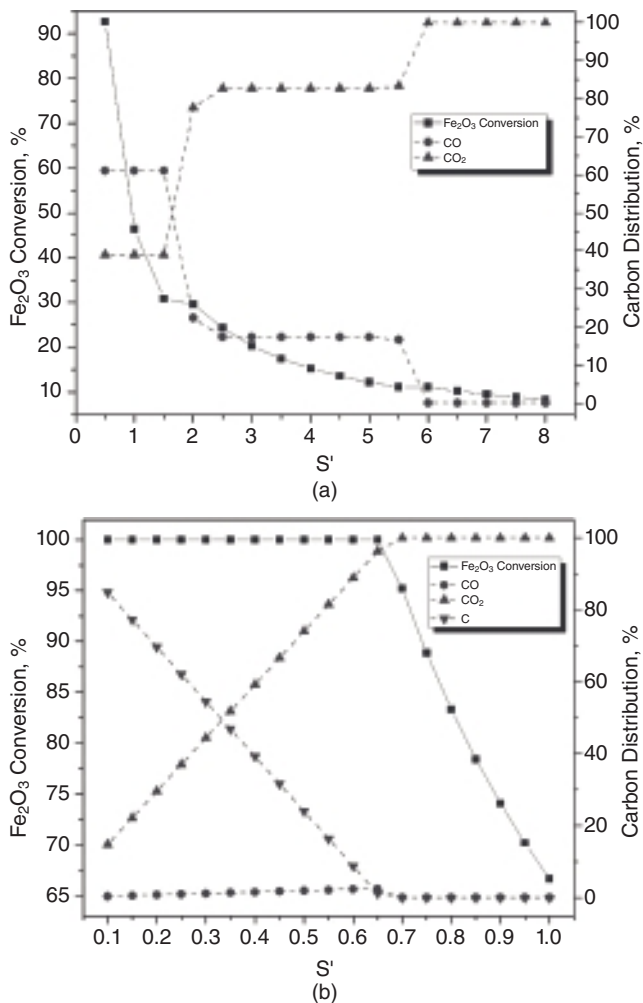 90
80
70
60
50
40
30
20
10
Fe₂O₃ Conversion, %
100
90
80
70
60
50
40
30
20
10
0
Carbon Distribution, %
Fe₂O₃ Conversion
CO
CO₂
0 1 2 3 4 5 6 7 8
S'
(a)
100
95
90
85
80
75
70
65
Fe₂O₃ Conversion, %
100
80
60
40
20
0
Carbon Distribution, %
Fe₂O₃ Conversion
CO
CO₂
C
0.1 0.2 0.3 0.4 0.5 0.6 0.7 0.8 0.9 1.0
S'
(b)